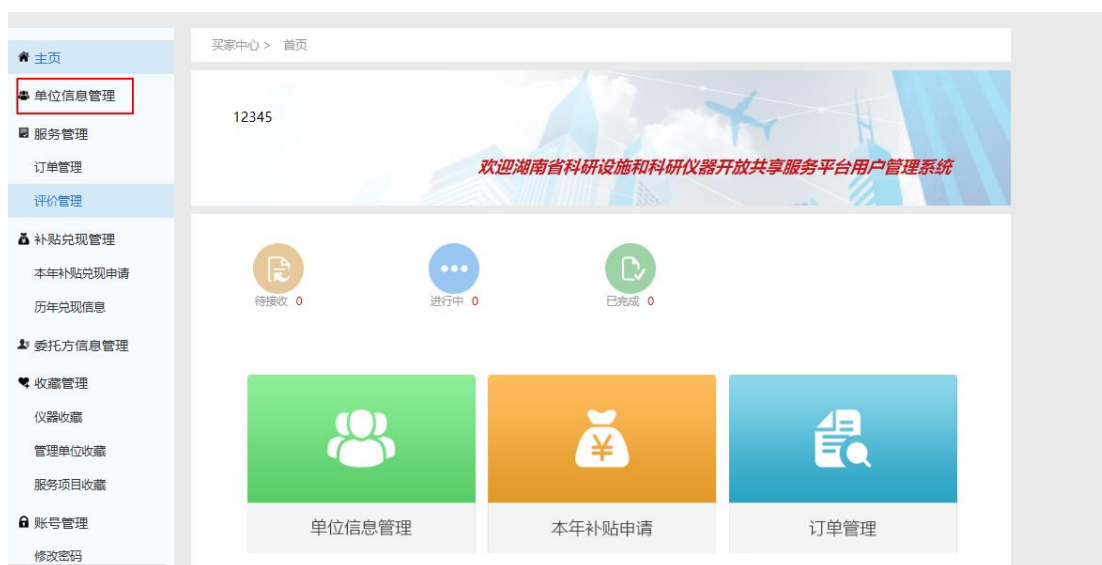 主页
单位信息管理
服务管理
订单管理
评价管理
补贴兑现管理
本年补贴兑现申请
历年兑现信息
委托方信息管理
收藏管理
仪器收藏
管理单位收藏
服务项目收藏
账号管理
修改密码
买家中心 > 首页
12345
欢迎湖南省科研设施和科研仪器开放共享服务平台用户管理系统
待接收 0
进行中 0
已完成 0
单位信息管理
本年补贴申请
订单管理